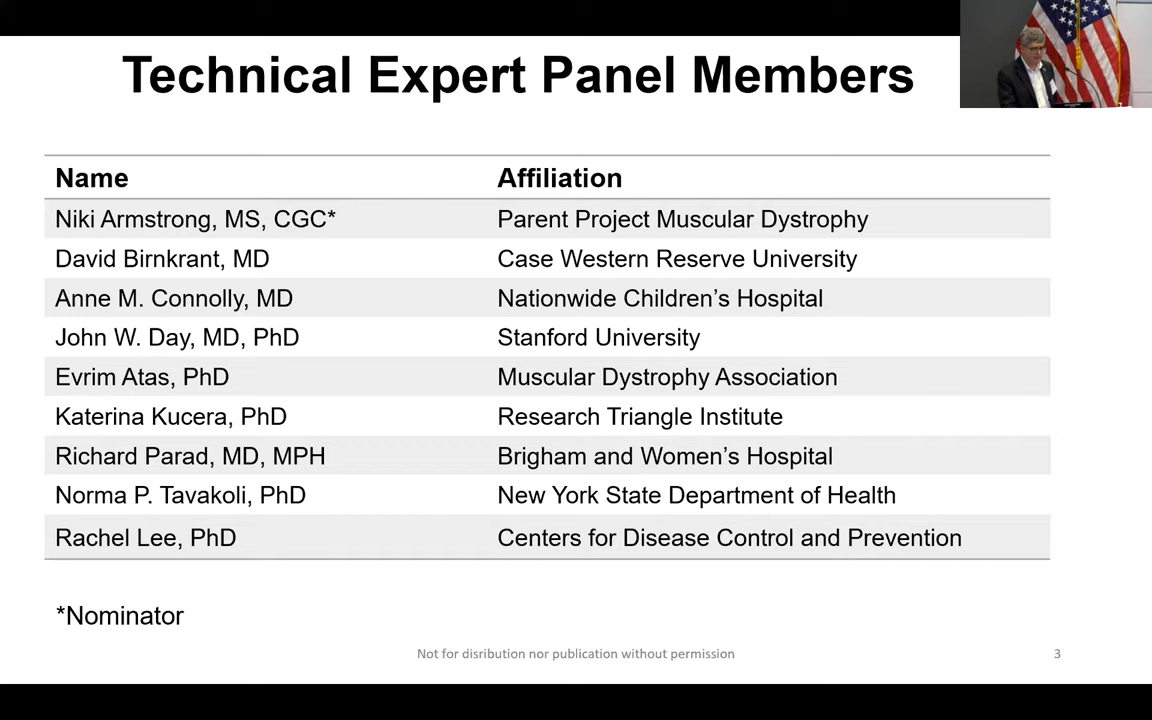 Technical Expert Panel Members
Name Affiliation
Niki Armstrong, MS, CGC* Parent Project Muscular Dystrophy
David Birnkrant, MD Case Western Reserve University
Anne M. Connolly, MD Nationwide Children’s Hospital
John W. Day, MD, PhD Stanford University
Evrim Atas, PhD Muscular Dystrophy Association
Katerina Kucera, PhD Research Triangle Institute
Richard Parad, MD, MPH Brigham and Women’s Hospital
Norma P. Tavakoli, PhD New York State Department of Health
Rachel Lee, PhD Centers for Disease Control and Prevention
*Nominator
Not for disribution nor publication without permission 3